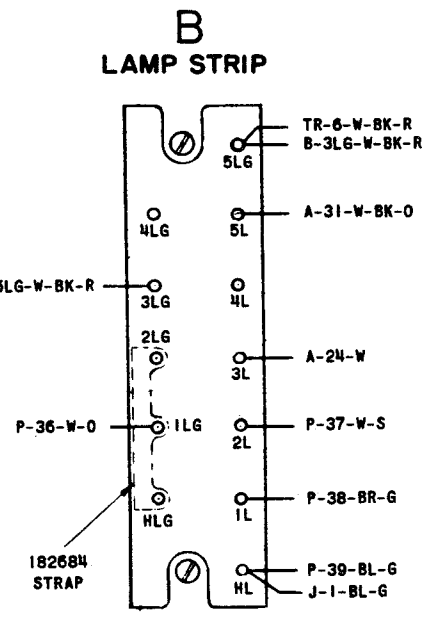 B
LAMP STRIP
TR-6-W-BK-R
B-3LG-W-BK-R
5LG
4LG
5L
A-31-W-BK-O
5LG-W-BK-R
3LG
4L
2LG
3L
A-24-W
P-36-W-O
1LG
2L
P-37-W-S
HLG
1L
P-38-BR-G
182684
STRAP
HL
P-39-BL-G
J-1-BL-G